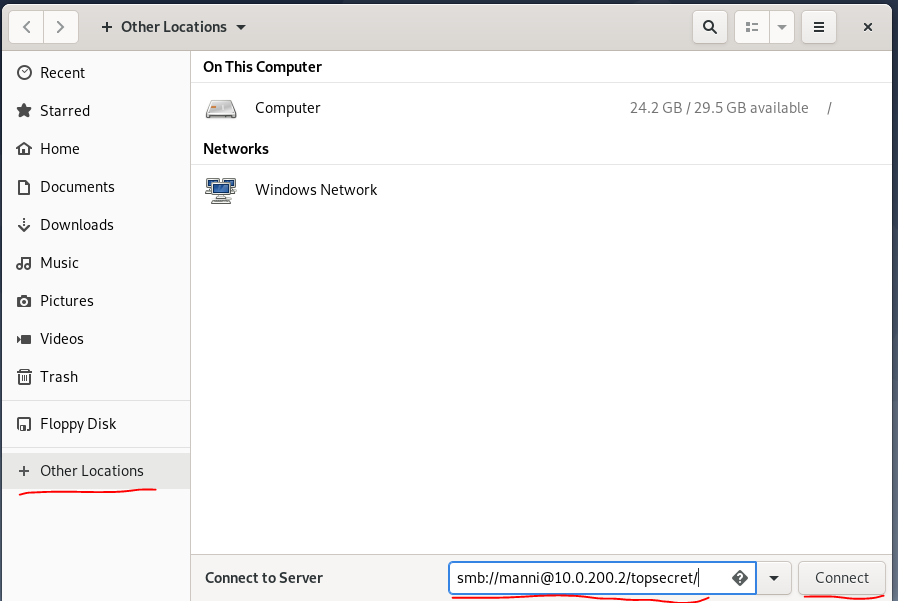 + Other Locations
Recent
Starred
Home
Documents
Downloads
Music
Pictures
Videos
Trash
Floppy Disk
+ Other Locations
On This Computer
Computer 24.2 GB / 29.5 GB available /
Networks
Windows Network
Connect to Server smb://manni@10.0.200.2/topsecret/ Connect